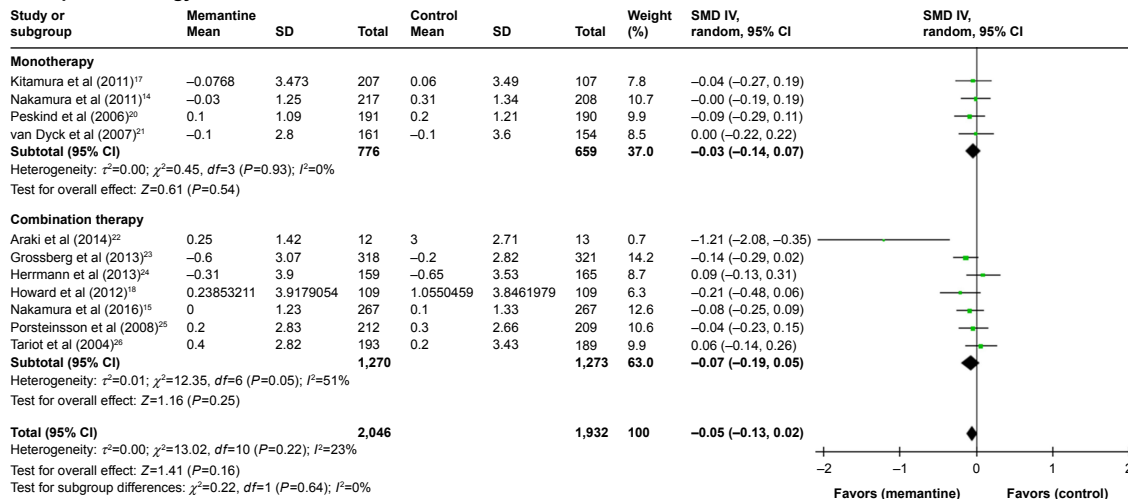 Study or subgroup Memantine Mean SD Total Control Mean SD Total Weight (%) SMD IV, random, 95% CI SMD IV, random, 95% CI
Monotherapy
Kitamura et al (2011)17 –0.0768 3.473 207 0.06 3.49 107 7.8 –0.04 (–0.27, 0.19)
Nakamura et al (2011)14 –0.03 1.25 217 0.31 1.34 208 10.7 –0.00 (–0.19, 0.19)
Peskind et al (2006)20 0.1 1.09 191 0.2 1.21 190 9.9 –0.09 (–0.29, 0.11)
van Dyck et al (2007)21 –0.1 2.8 161 –0.1 3.6 154 8.5 0.00 (–0.22, 0.22)
Subtotal (95% CI) 776 659 37.0 –0.03 (–0.14, 0.07)
Heterogeneity: τ²=0.00; χ²=0.45, df=3 (P=0.93); I²=0%
Test for overall effect: Z=0.61 (P=0.54)
Combination therapy
Araki et al (2014)22 0.25 1.42 12 3 2.71 13 0.7 –1.21 (–2.08, –0.35)
Grossberg et al (2013)23 –0.6 3.07 318 –0.2 2.82 321 14.2 –0.14 (–0.29, 0.02)
Herrmann et al (2013)24 –0.31 3.9 159 –0.65 3.53 165 8.7 0.09 (–0.13, 0.31)
Howard et al (2012)18 0.23853211 3.9179054 109 1.0550459 3.8461979 109 6.3 –0.21 (–0.48, 0.06)
Nakamura et al (2016)15 0 1.23 267 0.1 1.33 267 12.6 –0.08 (–0.25, 0.09)
Porsteinsson et al (2008)25 0.2 2.83 212 0.3 2.66 209 10.6 –0.04 (–0.23, 0.15)
Tariot et al (2004)26 0.4 2.82 193 0.2 3.43 189 9.9 0.06 (–0.14, 0.26)
Subtotal (95% CI) 1,270 1,273 63.0 –0.07 (–0.19, 0.05)
Heterogeneity: τ²=0.01; χ²=12.35, df=6 (P=0.05); I²=51%
Test for overall effect: Z=1.16 (P=0.25)
Total (95% CI) 2,046 1,932 100 –0.05 (–0.13, 0.02)
Heterogeneity: τ²=0.00; χ²=13.02, df=10 (P=0.22); I²=23%
Test for overall effect: Z=1.41 (P=0.16)
Test for subgroup differences: χ²=0.22, df=1 (P=0.64); I²=0%
–2 –1 0 1 2
Favors (memantine) Favors (control)